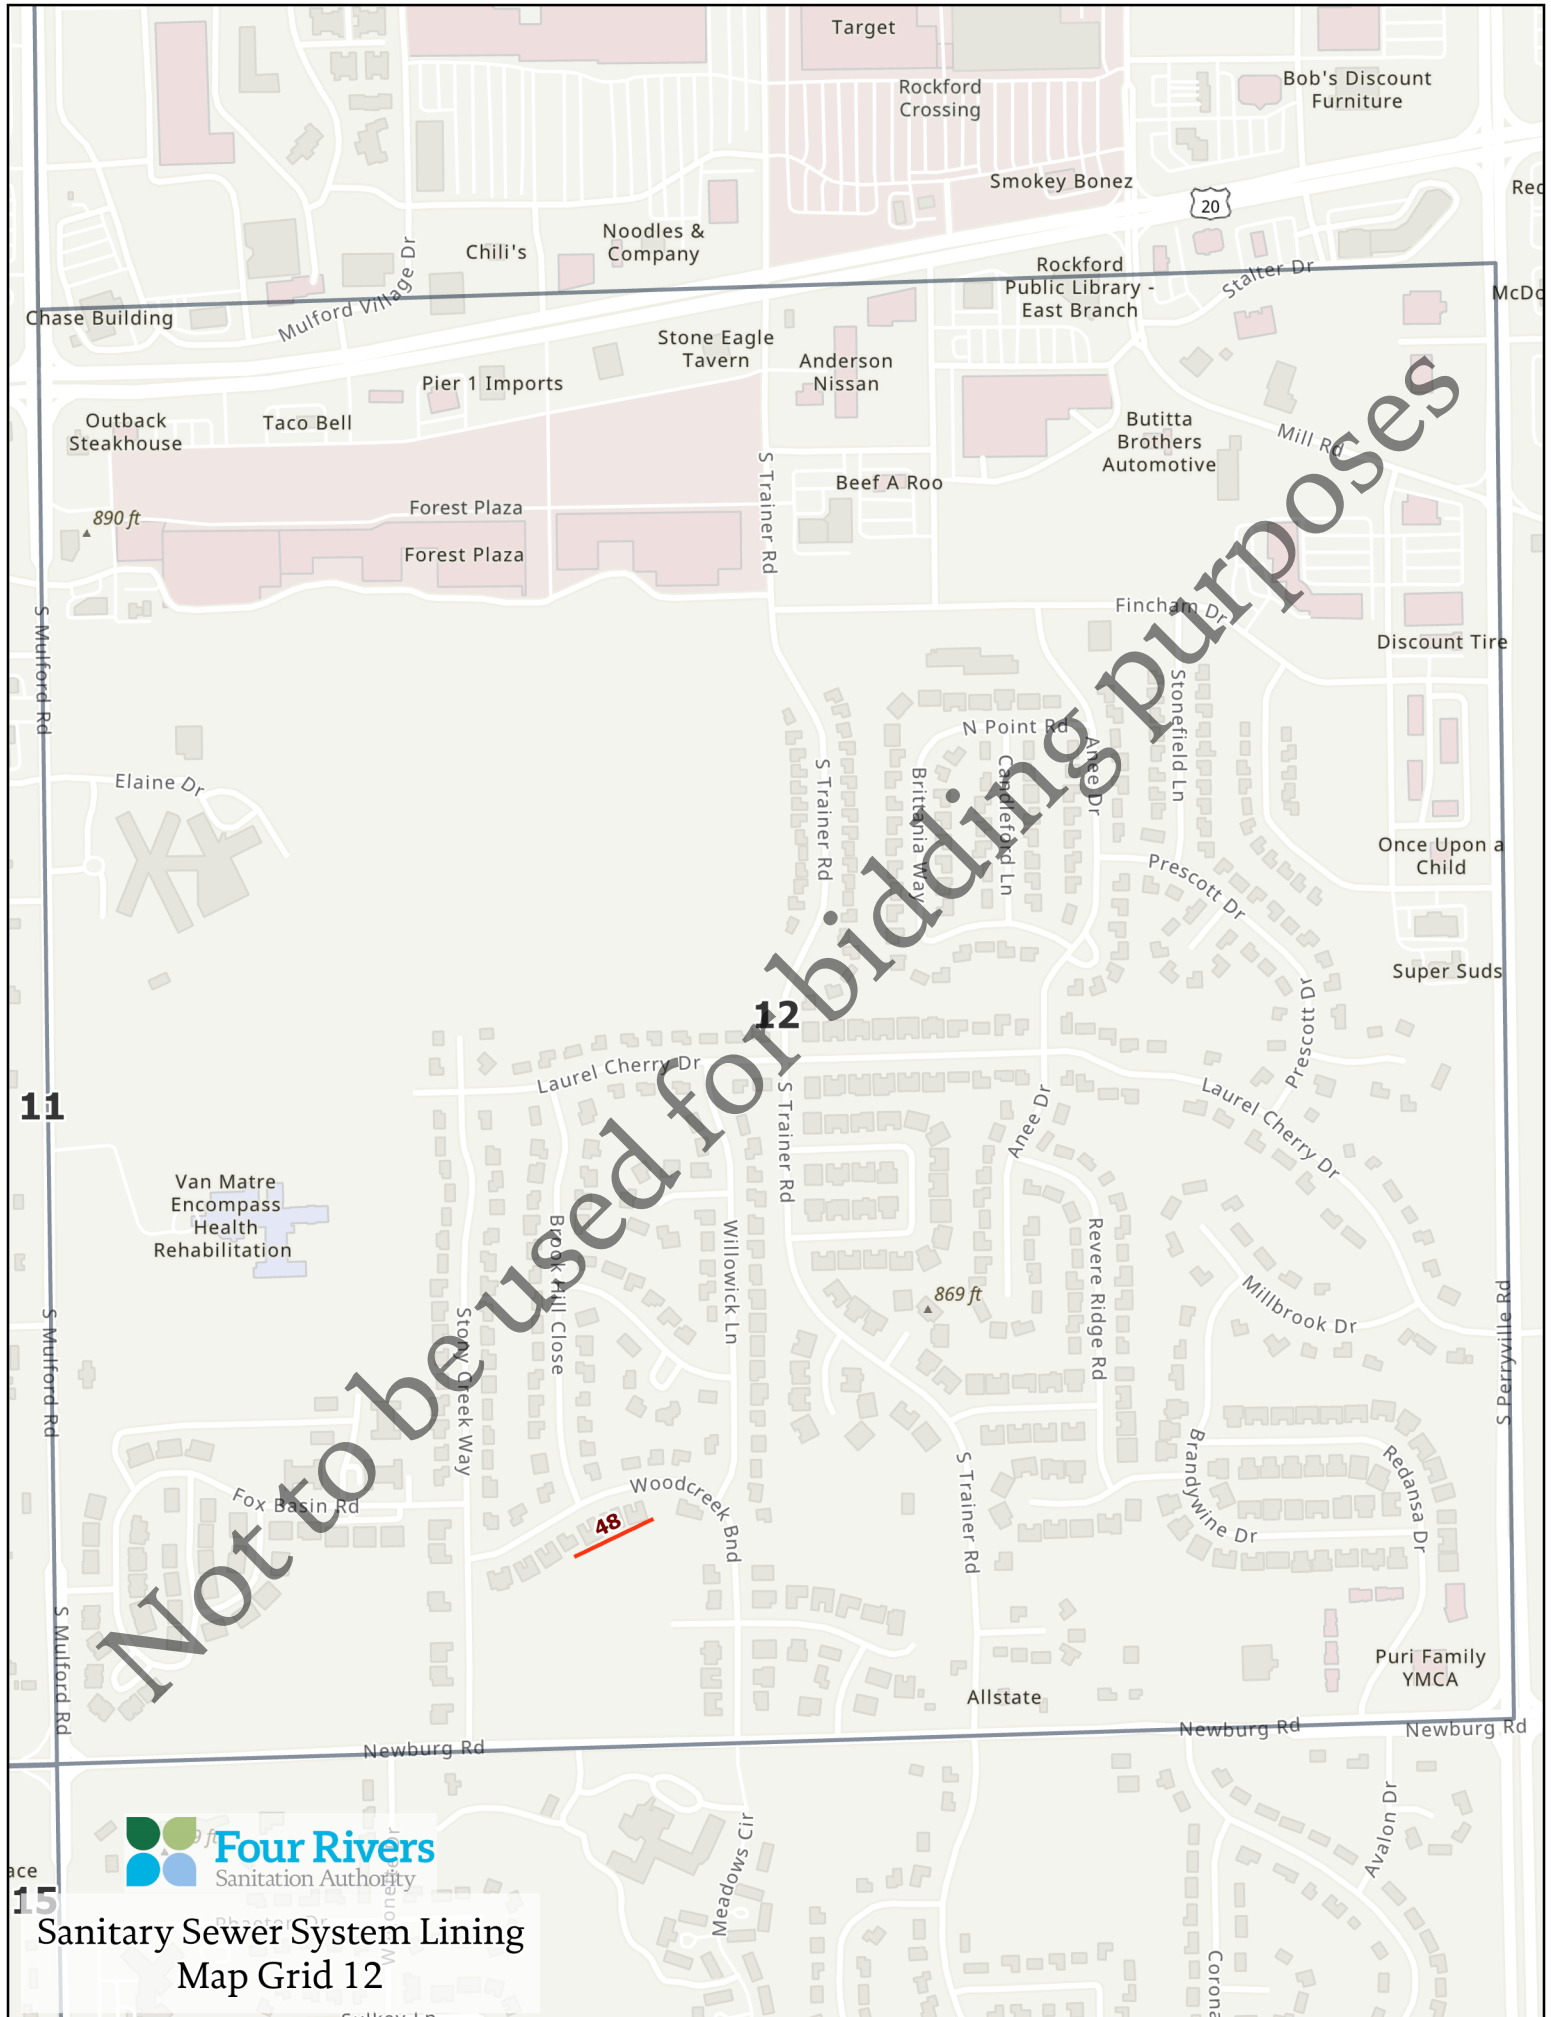 Target
Rockford
Crossing
Bob's Discount
Furniture
Smokey Bonez
20
Noodles &
Company
Chili's
Mulford Village Dr
Rockford
Public Library -
East Branch
Stalter Dr
Chase Building
Stone Eagle
Tavern
Anderson
Nissan
Pier 1 Imports
Outback
Steakhouse
Taco Bell
Butitta
Brothers
Automotive
Mill Rd
Beef A Roo
S Trainer Rd
Forest Plaza
890 ft
Forest Plaza
Fincham Dr
S Mulford Rd
Discount Tire
Stonefield Ln
N Point Rd
Anee Dr
Elaine Dr
S Trainer Rd
Brittania Way
Candleford Ln
Once Upon a
Child
Prescott Dr
Super Suds
12
Prescott Dr
Laurel Cherry Dr
11
S Trainer Rd
Anee Dr
Laurel Cherry Dr
Van Matre
Encompass
Health
Rehabilitation
Brook Hill Close
Willowick Ln
Revere Ridge Rd
869 ft
Millbrook Dr
S Perryville Rd
S Mulford Rd
Stony Creek Way
Brandywine Dr
Redansa Dr
S Trainer Rd
Woodcreek Bnd
Fox Basin Rd
48
S Mulford Rd
Puri Family
YMCA
Allstate
Newburg Rd
Newburg Rd
Newburg Rd
Not to be used for bidding purposes
Meadows Cir
Avalon Dr
Four Rivers
Sanitation Authority
15
Sanitary Sewer System Lining
Map Grid 12